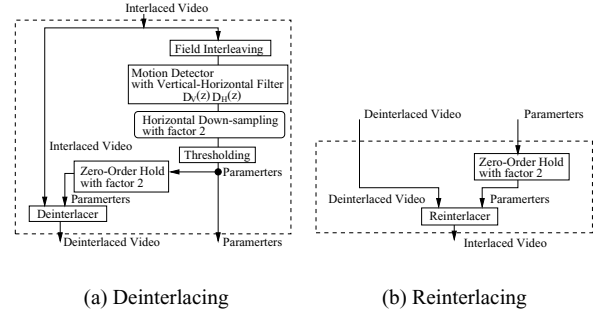 Interlaced Video
Field Interleaving
Motion Detector
with Vertical-Horizontal Filter
DV(z) DH(z)
Horizontal Down-sampling
with factor 2
Interlaced Video
Thresholding
Zero-Order Hold
with factor 2
Paramerters
Paramerters
Deinterlacer
Deinterlaced Video
Paramerters
(a) Deinterlacing
Deinterlaced Video
Paramerters
Zero-Order Hold
with factor 2
Deinterlaced Video
Paramerters
Reinterlacer
Interlaced Video
(b) Reinterlacing